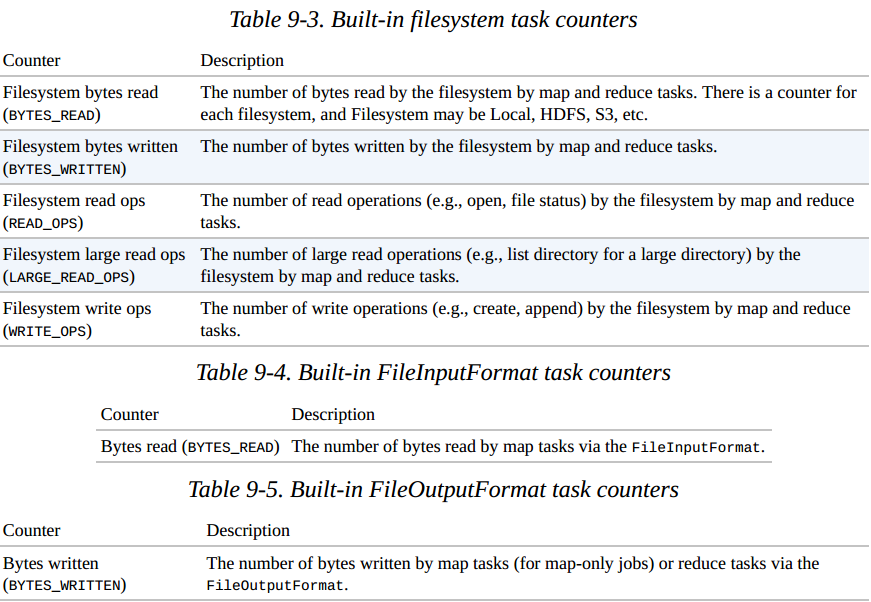 Table 9-3. Built-in filesystem task counters
Counter Description
Filesystem bytes read The number of bytes read by the filesystem by map and reduce tasks. There is a counter for
(BYTES_READ) each filesystem, and Filesystem may be Local, HDFS, S3, etc.
Filesystem bytes written The number of bytes written by the filesystem by map and reduce tasks.
(BYTES_WRITTEN)
Filesystem read ops The number of read operations (e.g., open, file status) by the filesystem by map and reduce
(READ_OPS) tasks.
Filesystem large read ops The number of large read operations (e.g., list directory for a large directory) by the
(LARGE_READ_OPS) filesystem by map and reduce tasks.
Filesystem write ops The number of write operations (e.g., create, append) by the filesystem by map and reduce
(WRITE_OPS) tasks.
Table 9-4. Built-in FileInputFormat task counters
Counter Description
Bytes read (BYTES_READ) The number of bytes read by map tasks via the FileInputFormat.
Table 9-5. Built-in FileOutputFormat task counters
Counter Description
Bytes written The number of bytes written by map tasks (for map-only jobs) or reduce tasks via the
(BYTES_WRITTEN) FileOutputFormat.